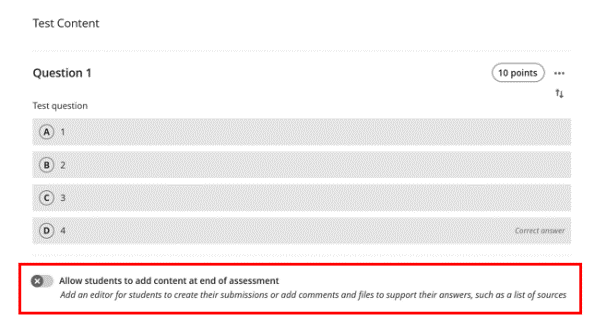 Test Content
Question 1
10 points
Test question
A 1
B 2
C 3
D 4 Correct answer
Allow students to add content at end of assessment
Add an editor for students to create their submissions or add comments and files to support their answers, such as a list of sources